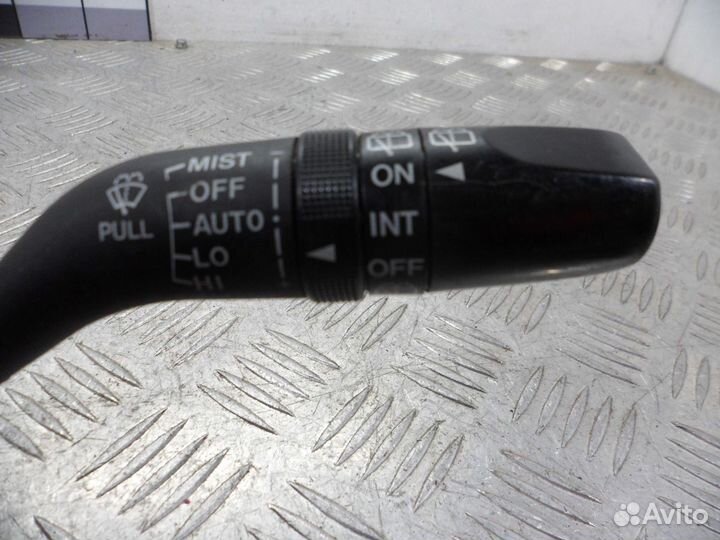 MIST
OFF
AUTO
LO
HI
PULL
ON
INT
OFF
Avito